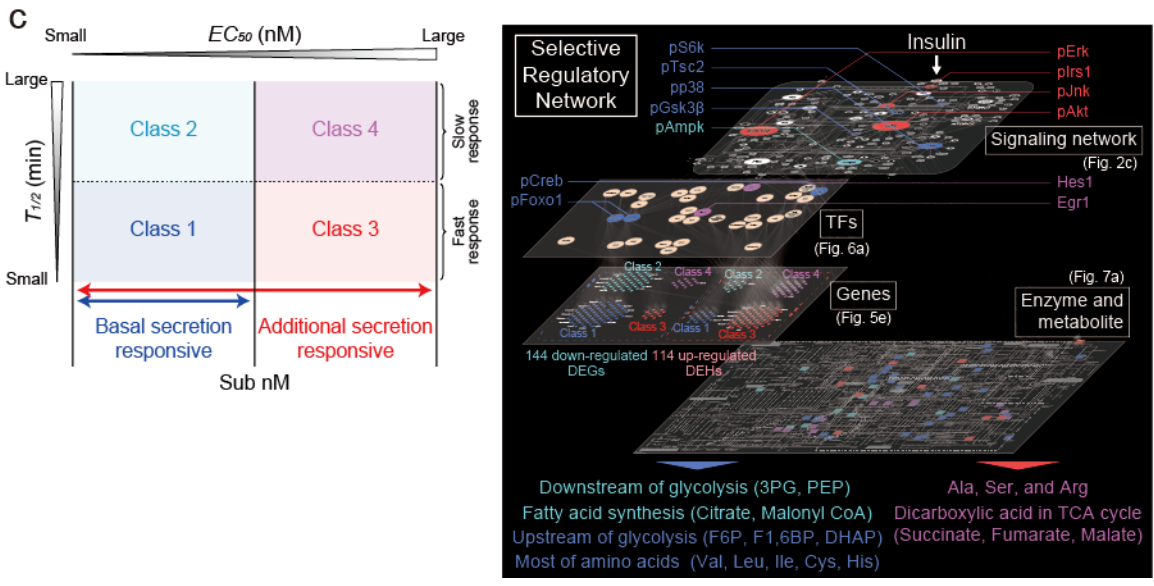 C
Small
EC50 (nM)
Large
Large
T1/2 (min)
Small
Class 2
Class 4
Class 1
Class 3
Slow response
Fast response
Basal secretion responsive
Additional secretion responsive
Sub nM
Selective
Regulatory
Network
pS6k
pTsc2
pp38
pGsk3β
pAmpk
Insulin
pErk
pIrs1
pJnk
pAkt
Signaling network
(Fig. 2c)
pCreb
pFoxo1
Hes1
Egr1
TFs
(Fig. 6a)
Class 2
Class 4
Class 2
Class 4
Class 1
Class 3
Class 1
Class 3
Genes
(Fig. 5e)
144 down-regulated
DEGs
114 up-regulated
DEHs
(Fig. 7a)
Enzyme and
metabolite
Downstream of glycolysis (3PG, PEP)
Fatty acid synthesis (Citrate, Malonyl CoA)
Upstream of glycolysis (F6P, F1,6BP, DHAP)
Most of amino acids (Val, Leu, Ile, Cys, His)
Ala, Ser, and Arg
Dicarboxylic acid in TCA cycle
(Succinate, Fumarate, Malate)